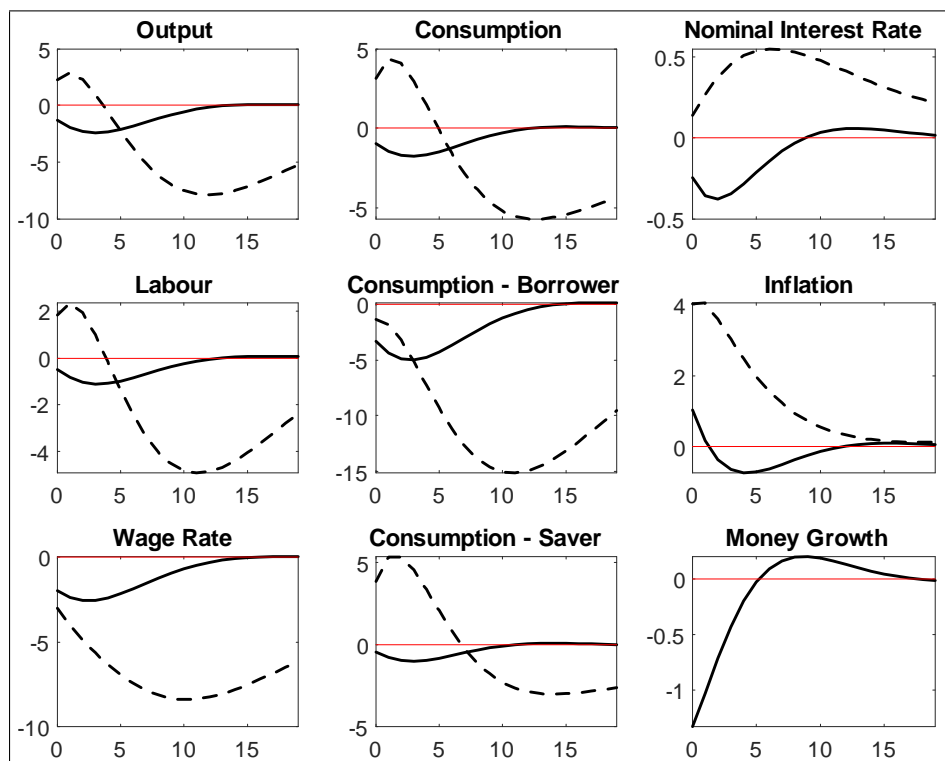 Output
5
0
-5
-10
0 5 10 15
Consumption
5
0
-5
0 5 10 15
Nominal Interest Rate
0.5
0
-0.5
0 5 10 15
Labour
2
0
-2
-4
0 5 10 15
Consumption - Borrower
0
-5
-10
-15
0 5 10 15
Inflation
4
2
0
0 5 10 15
Wage Rate
0
-5
-10
0 5 10 15
Consumption - Saver
5
0
-5
0 5 10 15
Money Growth
0
-0.5
-1
0 5 10 15